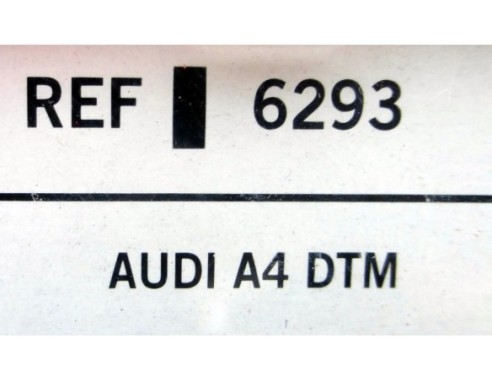 REF 6293
AUDI A4 DTM